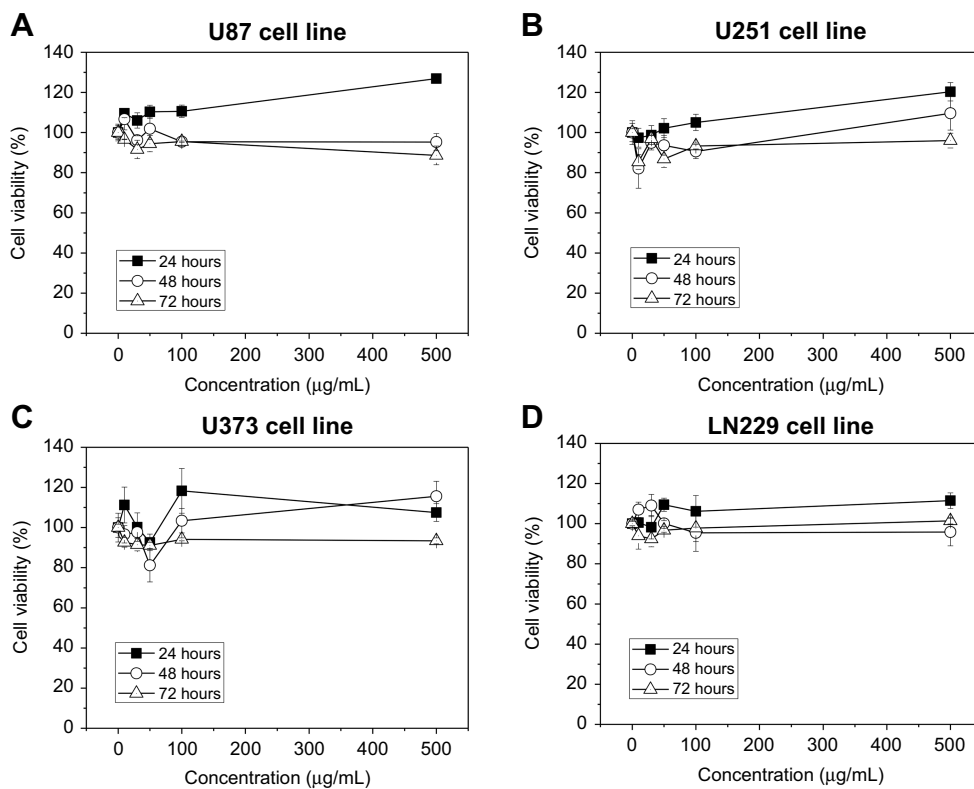 A
U87 cell line
Cell viability (%)
140
120
100
80
60
40
20
0
24 hours
48 hours
72 hours
0 100 200 300 400 500
Concentration (µg/mL)
B
U251 cell line
Cell viability (%)
140
120
100
80
60
40
20
0
24 hours
48 hours
72 hours
0 100 200 300 400 500
Concentration (µg/mL)
C
U373 cell line
Cell viability (%)
140
120
100
80
60
40
20
0
24 hours
48 hours
72 hours
0 100 200 300 400 500
Concentration (µg/mL)
D
LN229 cell line
Cell viability (%)
140
120
100
80
60
40
20
0
24 hours
48 hours
72 hours
0 100 200 300 400 500
Concentration (µg/mL)